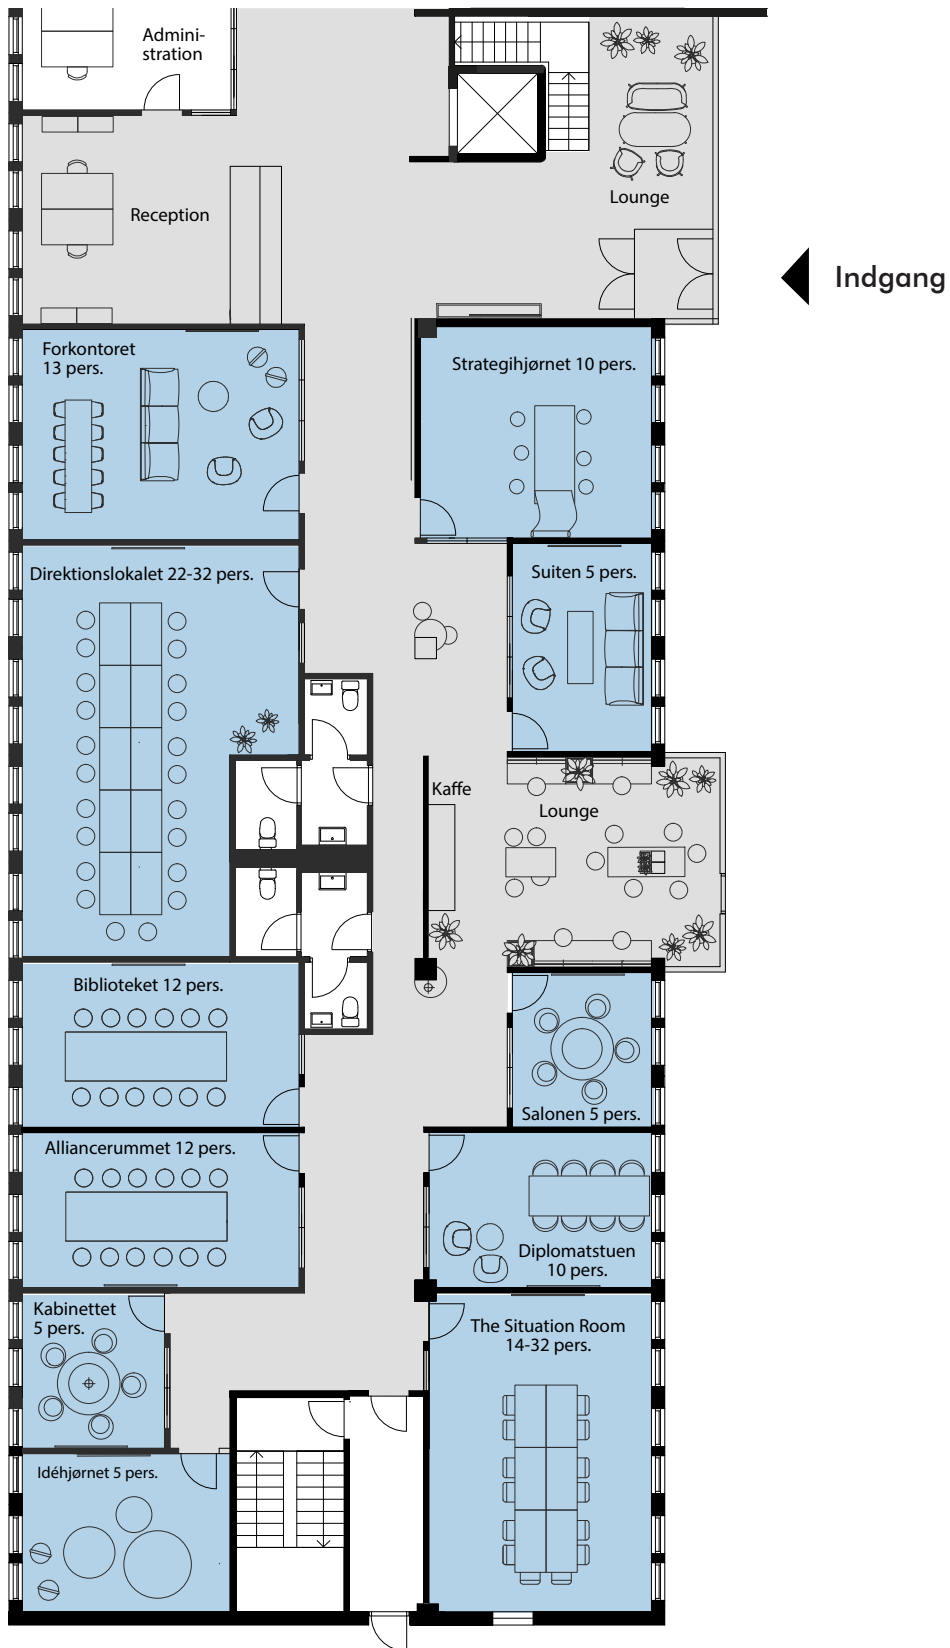 Admini-
stration
Reception
Lounge
Indgang
Forkontoret
13 pers.
Strategihjørnet 10 pers.
Direktionslokalet 22-32 pers.
Suiten 5 pers.
Kaffe
Lounge
Biblioteket 12 pers.
Salonen 5 pers.
Alliancerummet 12 pers.
Diplomatstuen
10 pers.
Kabinettet
5 pers.
The Situation Room
14-32 pers.
Idéhjørnet 5 pers.